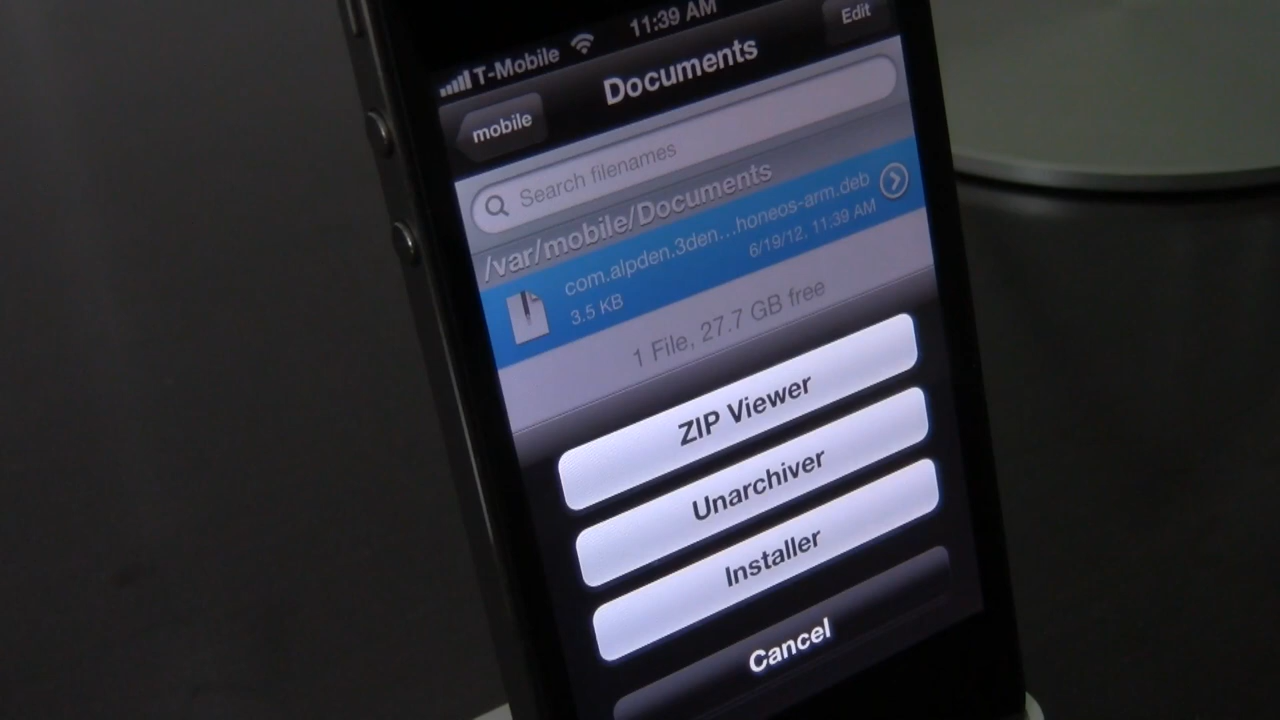 T-Mobile 11:39 AM
mobile Documents Edit
Search filenames
/var/mobile/Documents
com.alpden.3den...honeos-arm.deb
3.5 KB 6/19/12, 11:39 AM
1 File, 27.7 GB free
ZIP Viewer
Unarchiver
Installer
Cancel